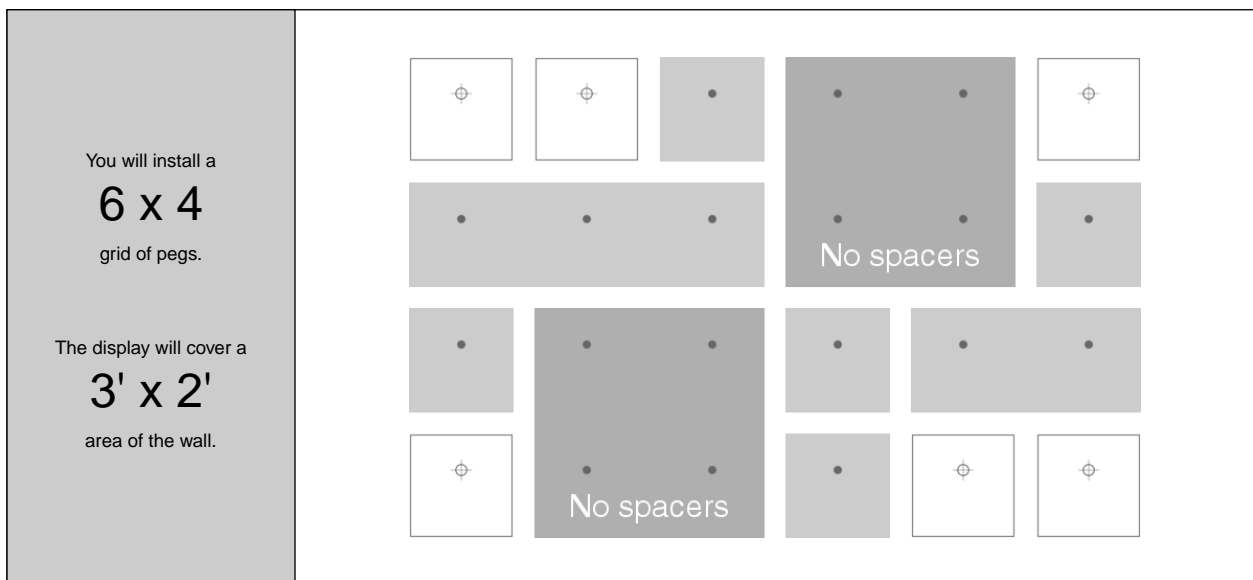 You will install a
6 x 4
grid of pegs.
The display will cover a
3' x 2'
area of the wall.
No spacers
No spacers